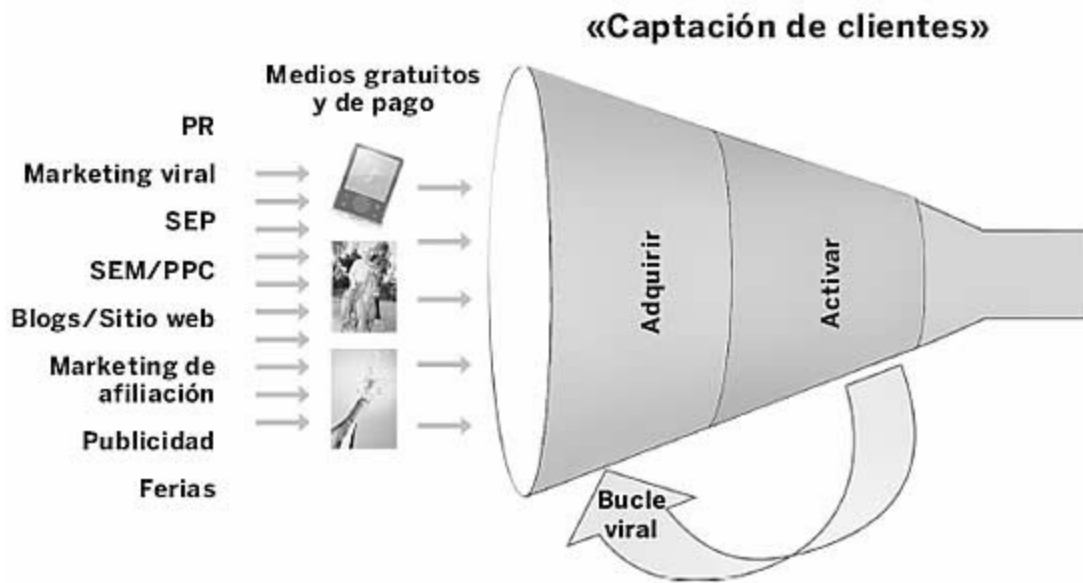 «Captación de clientes»
Medios gratuitos
y de pago
PR
Marketing viral
SEP
SEM/PPC
Blogs/Sitio web
Marketing de
afiliación
Publicidad
Ferias
Adquirir
Activar
Bucle
viral